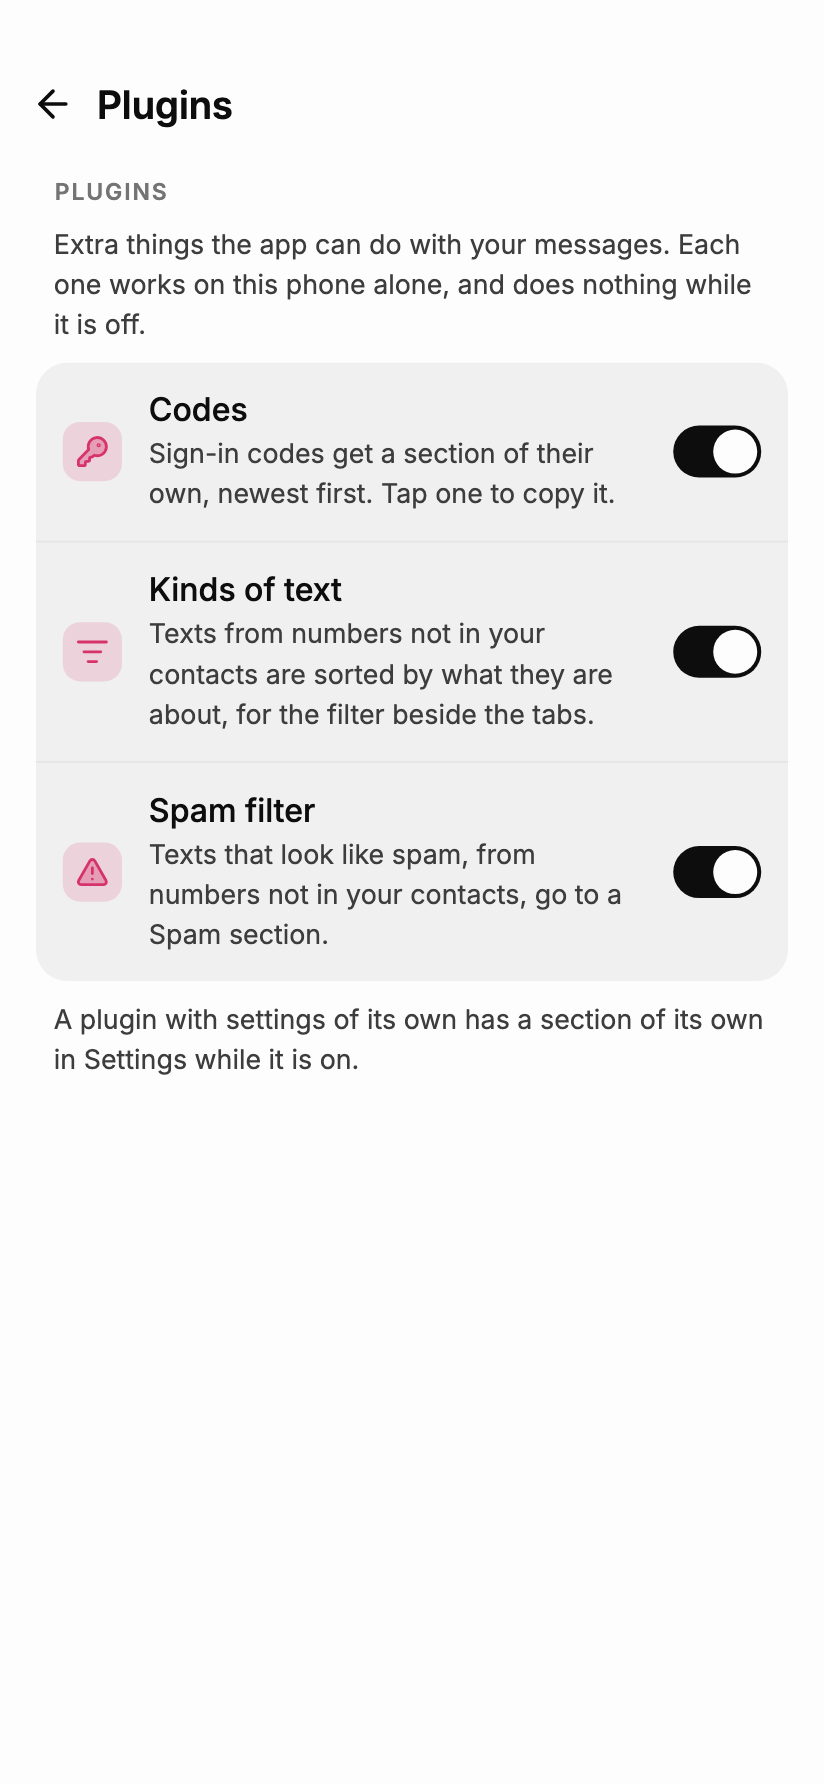 Plugins
PLUGINS
Extra things the app can do with your messages. Each
one works on this phone alone, and does nothing while
it is off.
Codes
Sign-in codes get a section of their
own, newest first. Tap one to copy it.
Kinds of text
Texts from numbers not in your
contacts are sorted by what they are
about, for the filter beside the tabs.
Spam filter
Texts that look like spam, from
numbers not in your contacts, go to a
Spam section.
A plugin with settings of its own has a section of its own
in Settings while it is on.